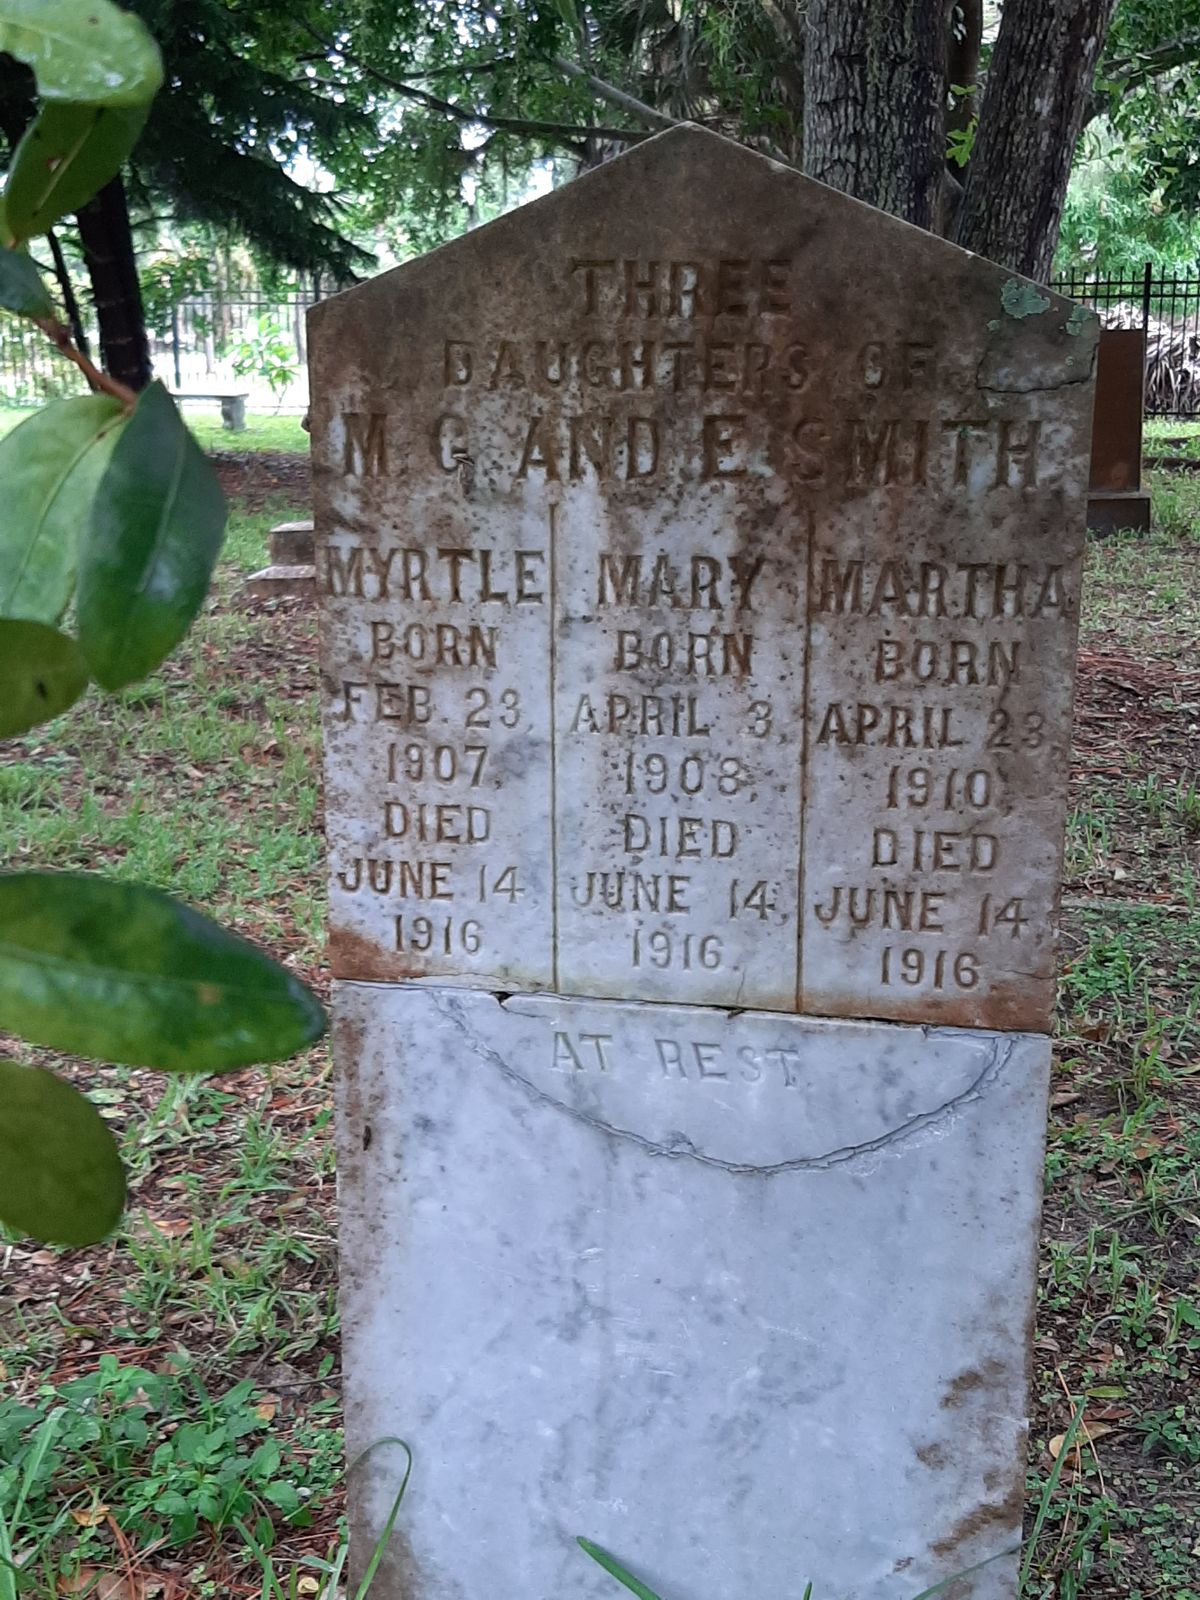 THREE
DAUGHTERS OF
M G AND E SMITH
MYRTLE
BORN
FEB. 23,
1907,
DIED
JUNE 14
1916.
MARY
BORN
APRIL 3,
1908,
DIED
JUNE 14,
1916.
MARTHA
BORN
APRIL 23,
1910,
DIED
JUNE 14,
1916
AT REST